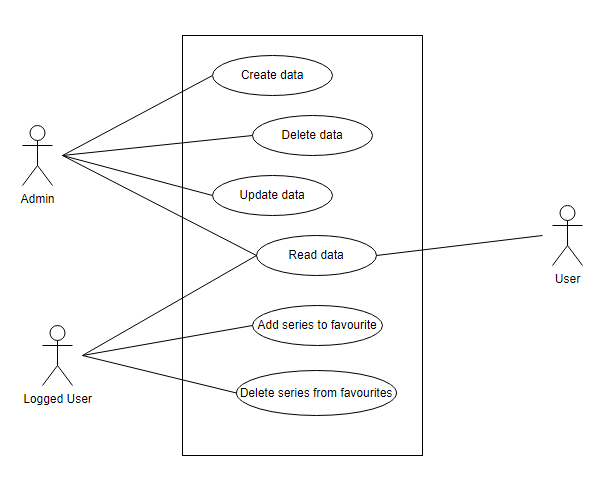 Create data
Delete data
Admin
Update data
Read data
User
Add series to favourite
Logged User
Delete series from favourites